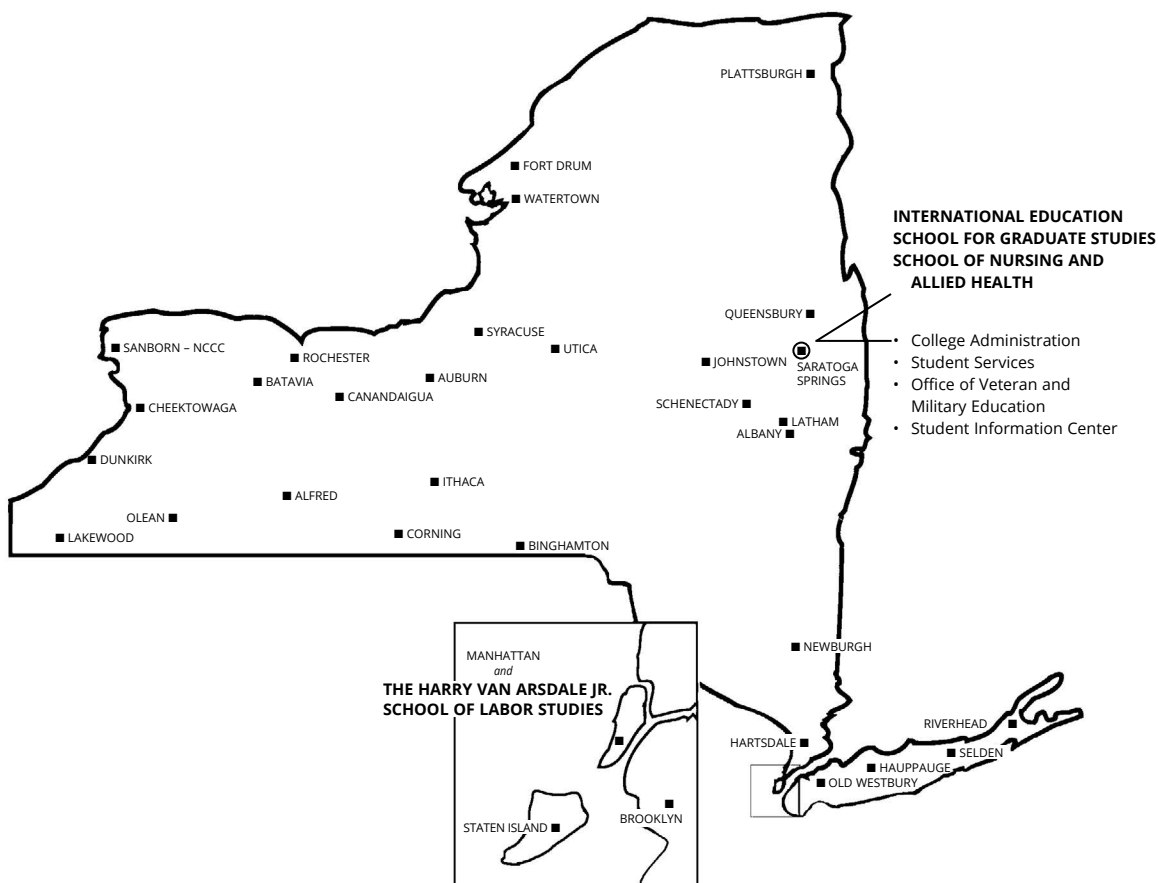 PLATTSBURGH
FORT DRUM
WATERTOWN
INTERNATIONAL EDUCATION
SCHOOL FOR GRADUATE STUDIES
SCHOOL OF NURSING AND
ALLIED HEALTH
QUEENSBURY
SYRACUSE
UTICA
SANBORN – NCCC
ROCHESTER
JOHNSTOWN
SARATOGA
SPRINGS
• College Administration
• Student Services
• Office of Veteran and
Military Education
• Student Information Center
BATAVIA
AUBURN
CANANDAIGUA
CHEEKTOWAGA
SCHENECTADY
LATHAM
ALBANY
DUNKIRK
ITHACA
ALFRED
OLEAN
LAKEWOOD
CORNING
BINGHAMTON
NEWBURGH
MANHATTAN
and
THE HARRY VAN ARSDALE JR.
SCHOOL OF LABOR STUDIES
RIVERHEAD
HARTSDALE
SELDEN
HAUPPAUGE
OLD WESTBURY
BROOKLYN
STATEN ISLAND